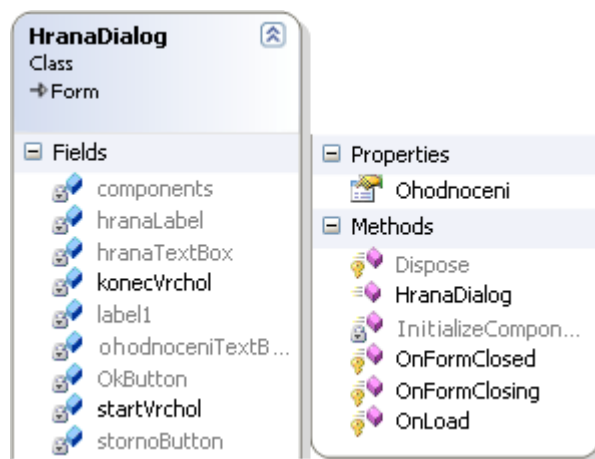 HranaDialog
Class
Form
Fields
components
hranaLabel
hranaTextBox
konecVrchol
label1
ohodnoceniTextB...
OkButton
startVrchol
stornoButton
Properties
Ohodnoceni
Methods
Dispose
HranaDialog
InitializeCompon...
OnFormClosed
OnFormClosing
OnLoad